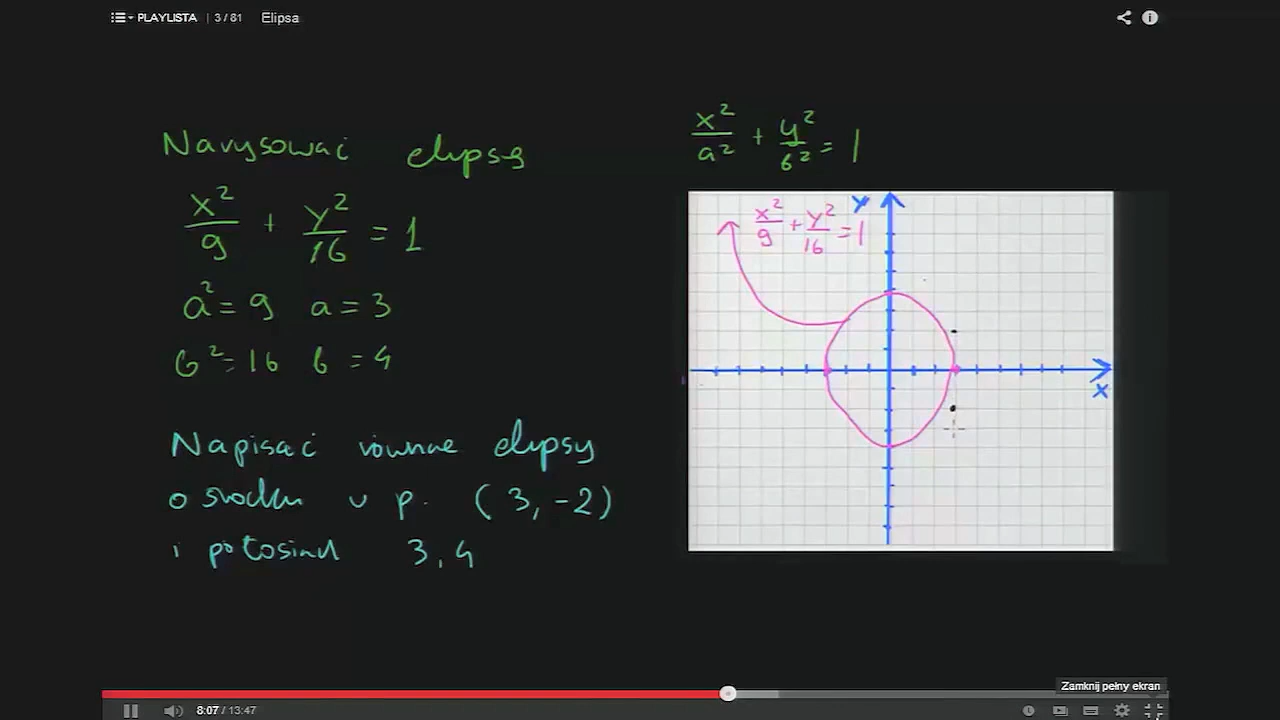 PLAYLISTA | 3 / 81 Elipsa
Narysować elipsę
x²/9 + y²/16 = 1
a² = 9 a = 3
b² = 16 b = 4
Napisać równanie elipsy
o środku w p. (3, -2)
i półosiach 3, 4
x²/a² + y²/b² = 1
x²/9 + y²/16 = 1
y
x
Zamknij pełny ekran
8:07 / 13:47